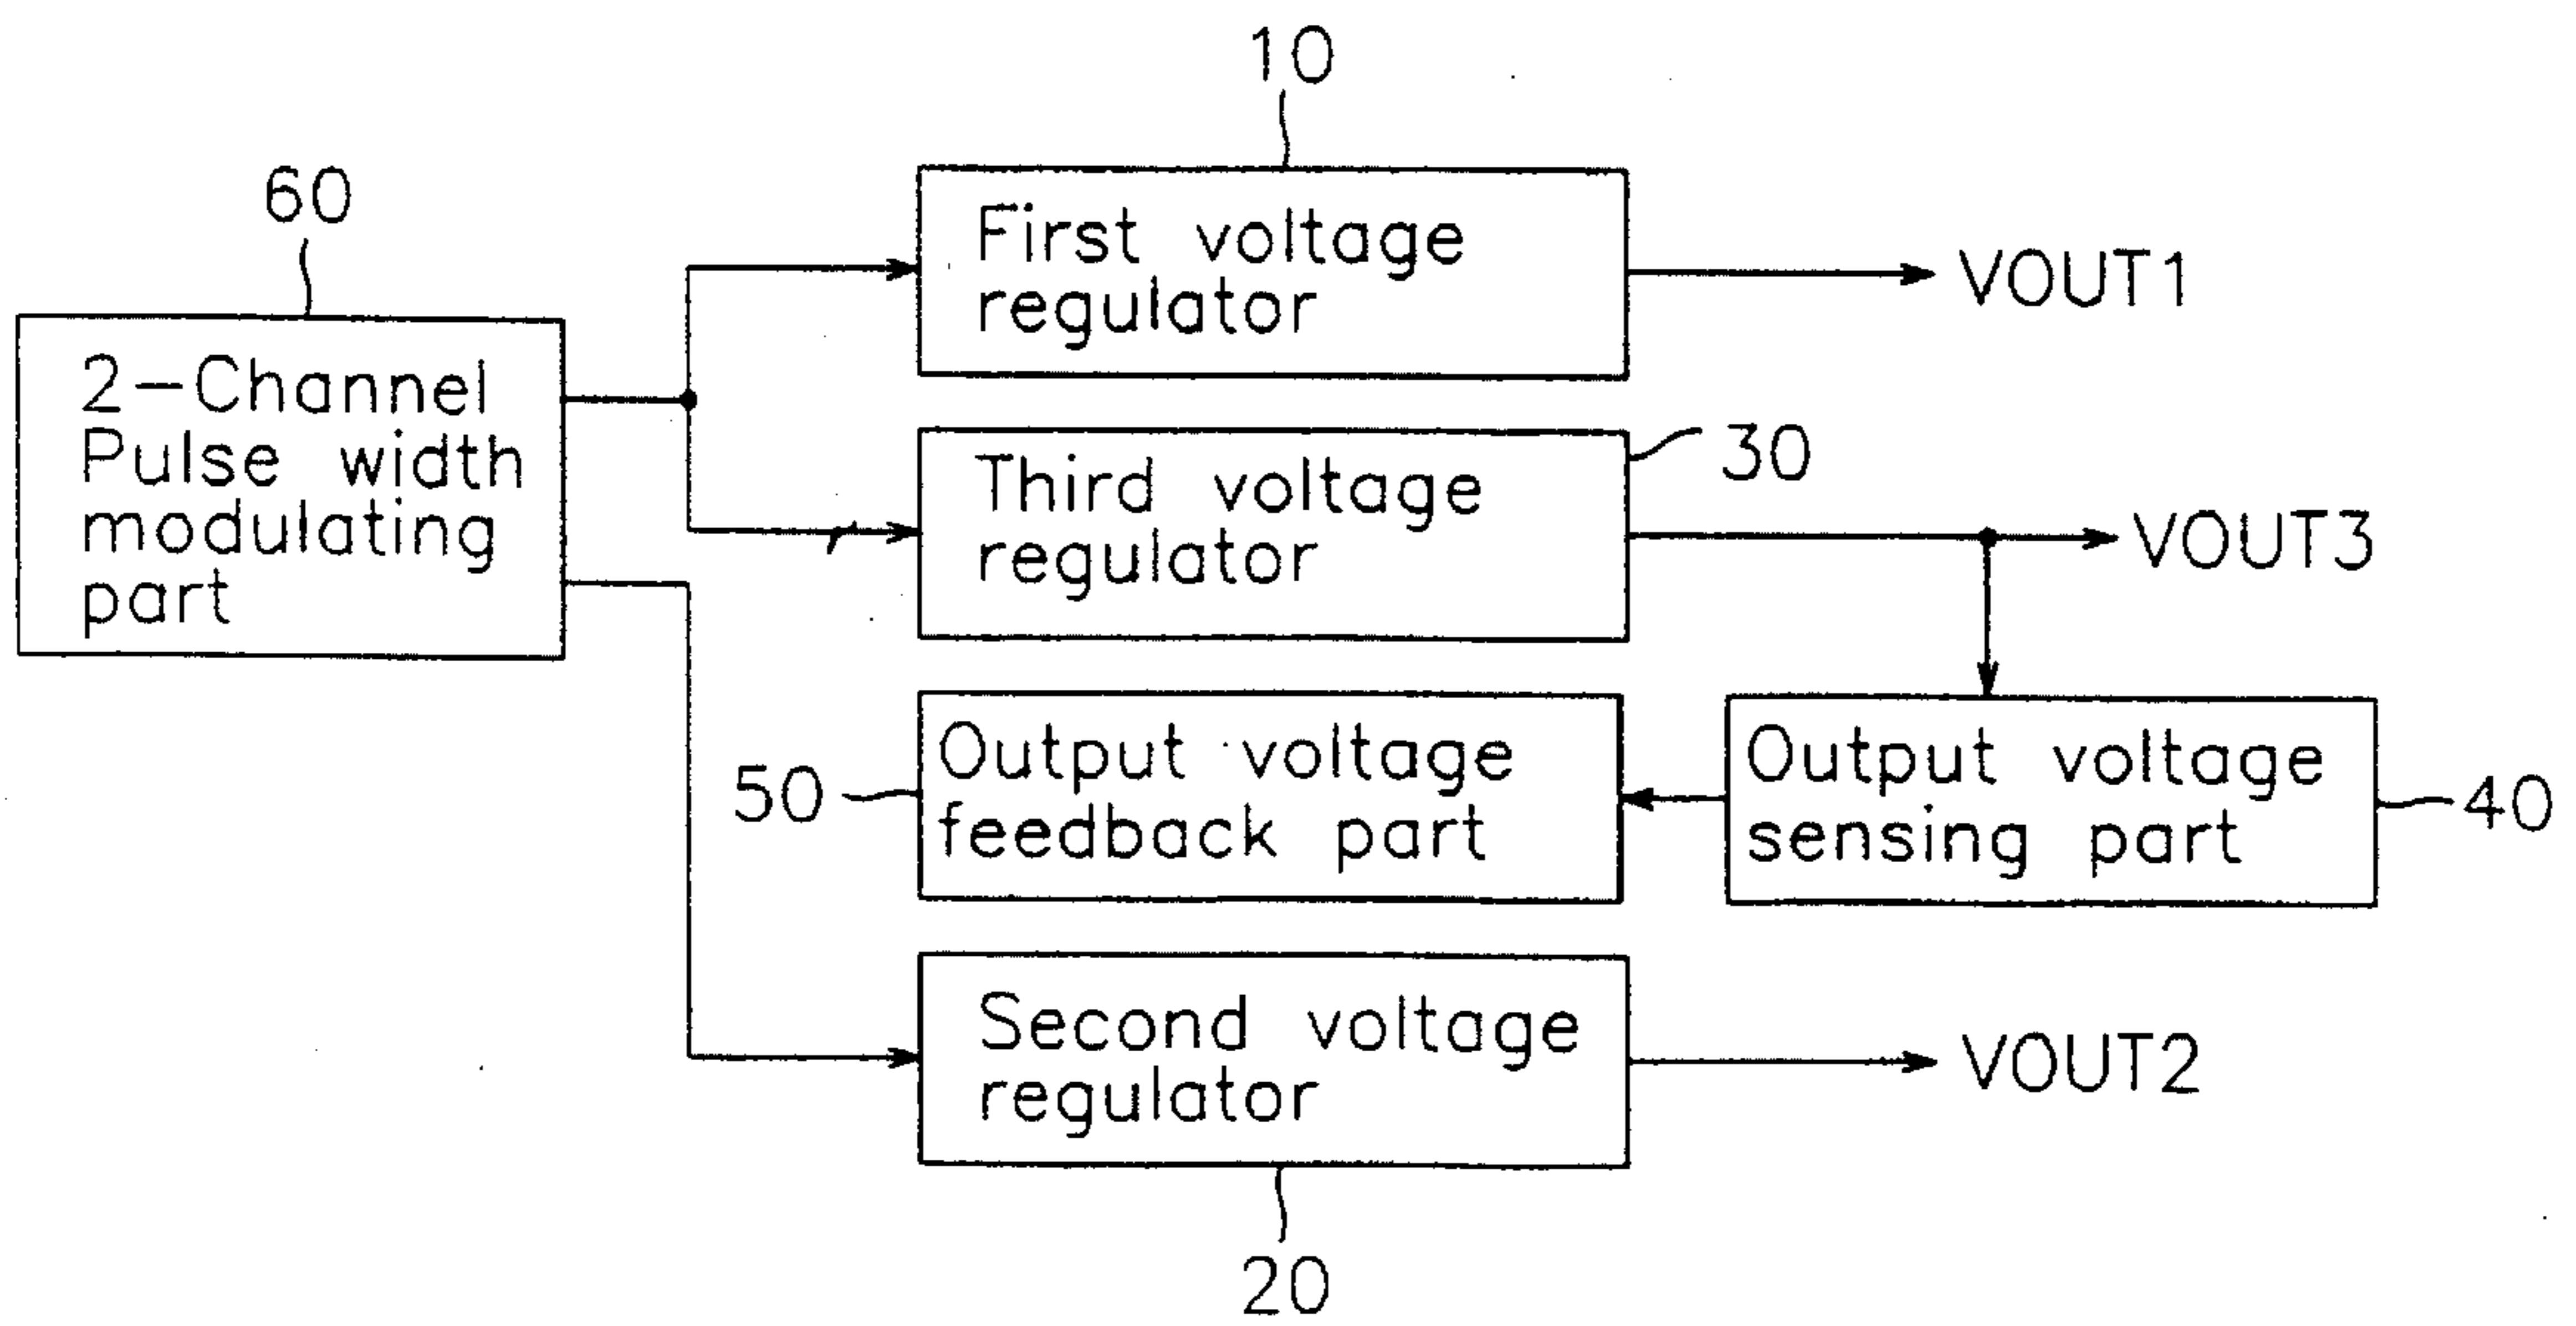 10
60
First voltage
regulator
VOUT1
2-Channel
Pulse width
modulating
part
30
Third voltage
regulator
VOUT3
50
Output voltage
feedback part
Output voltage
sensing part
40
Second voltage
regulator
VOUT2
20